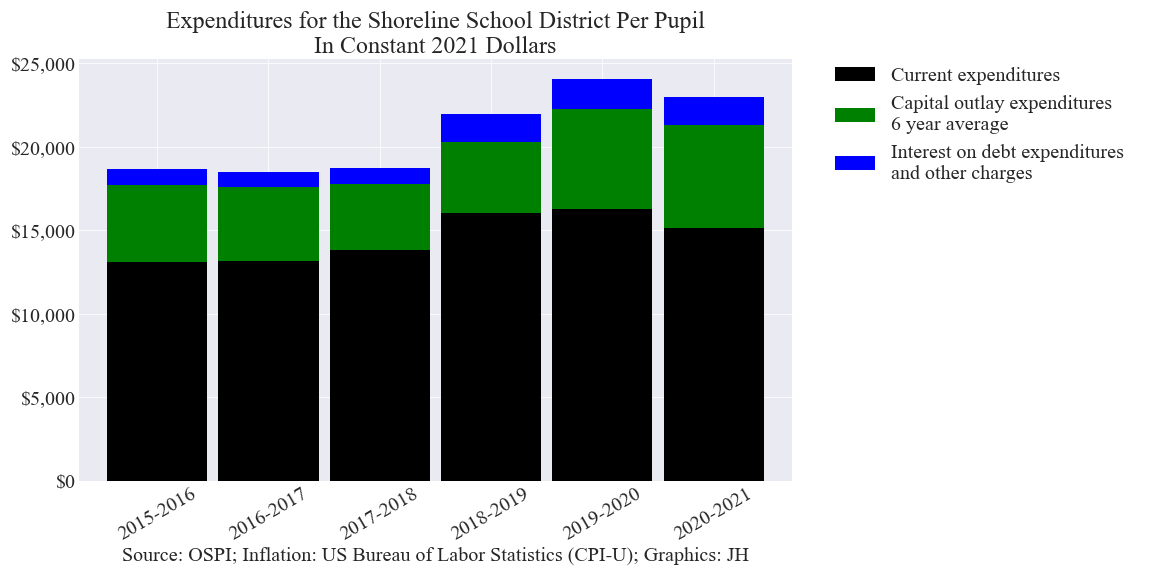 Expenditures for the Shoreline School District Per Pupil
In Constant 2021 Dollars
$25,000
$20,000
$15,000
$10,000
$5,000
$0
2015-2016
2016-2017
2017-2018
2018-2019
2019-2020
2020-2021
Source: OSPI; Inflation: US Bureau of Labor Statistics (CPI-U); Graphics: JH
Current expenditures
Capital outlay expenditures
6 year average
Interest on debt expenditures
and other charges